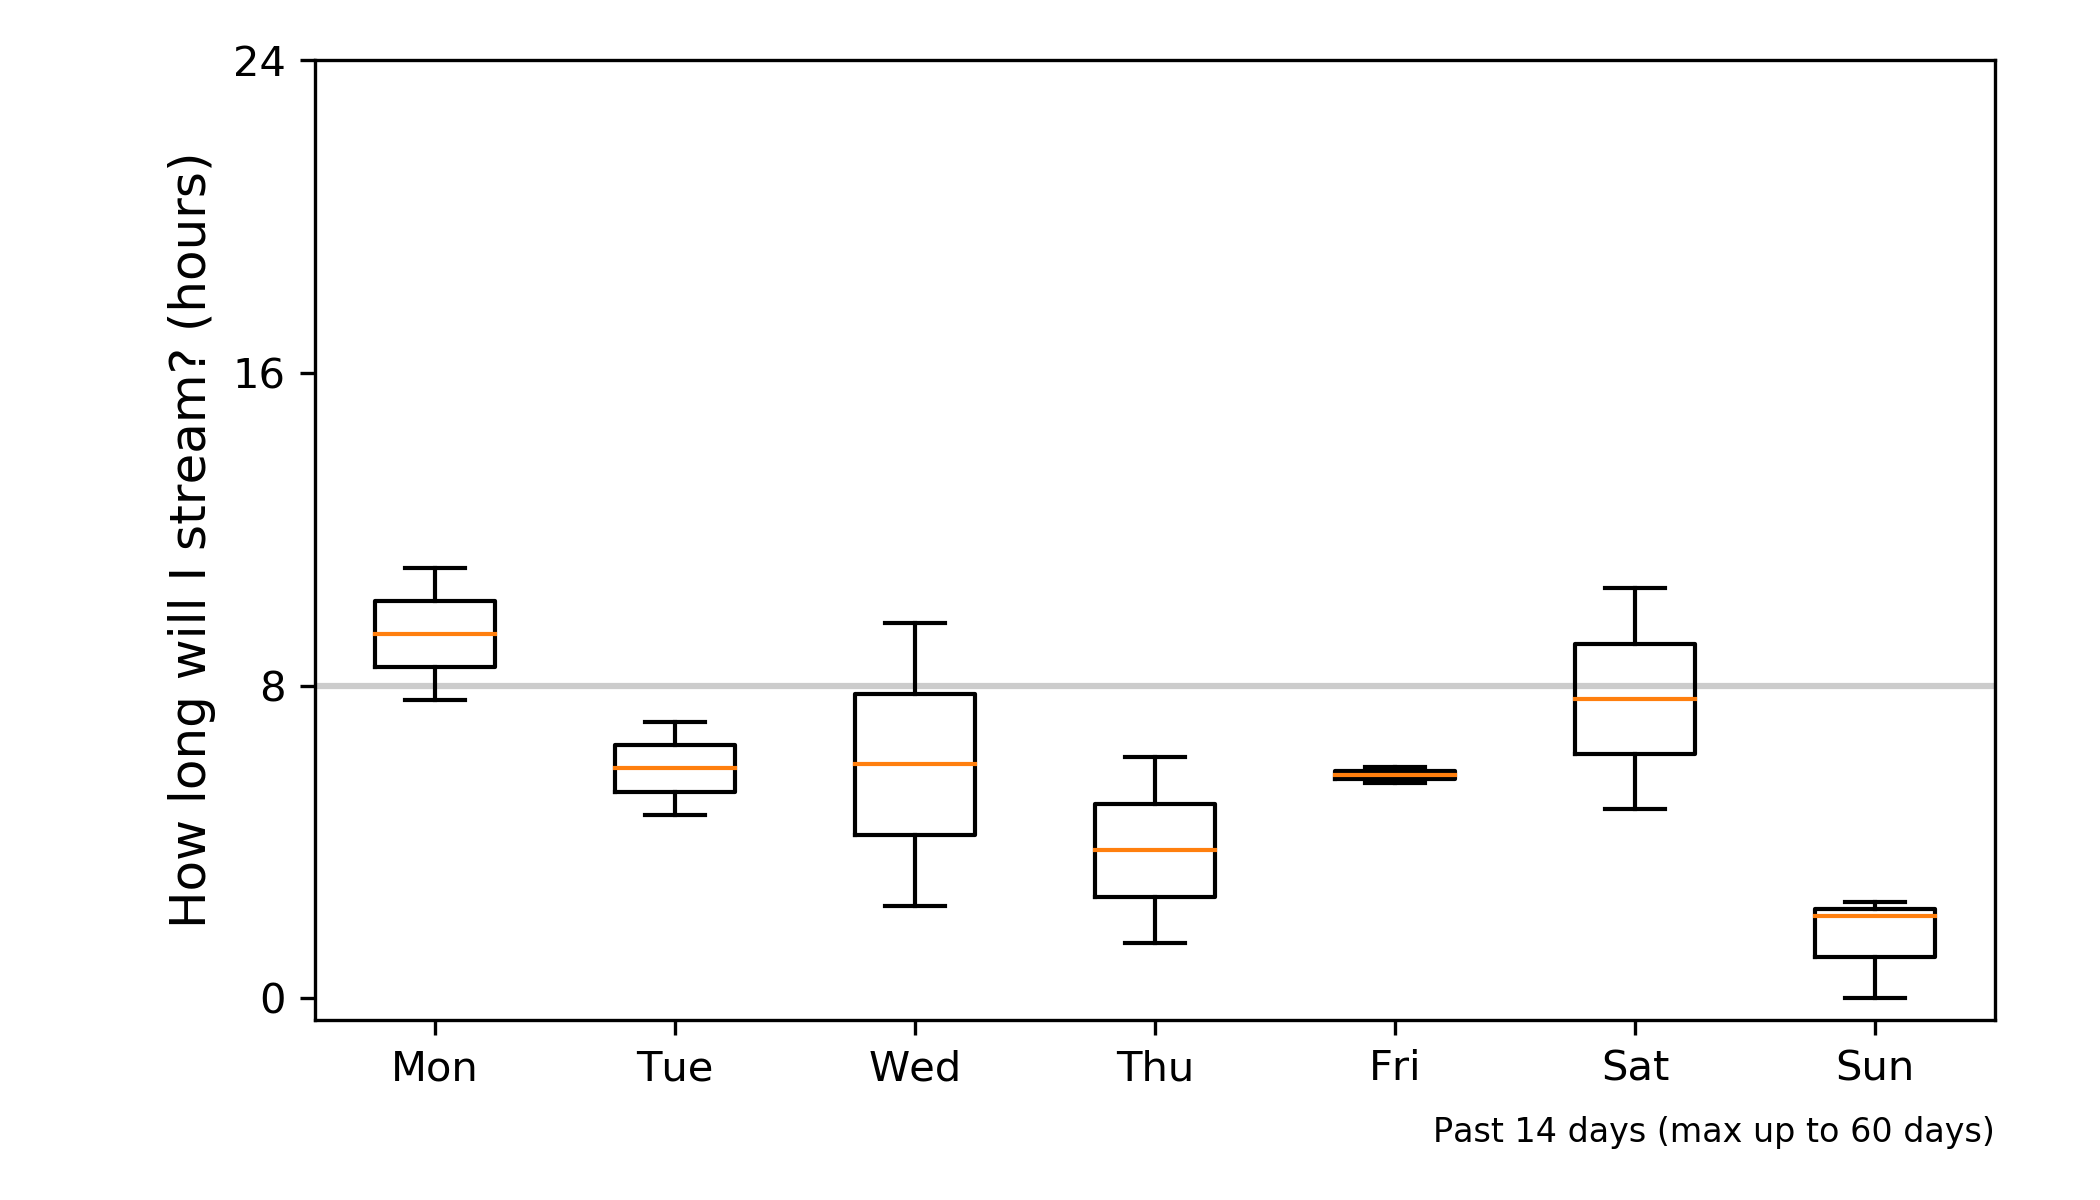 How long will I stream? (hours)
24
16
8
0
Mon Tue Wed Thu Fri Sat Sun
Past 14 days (max up to 60 days)